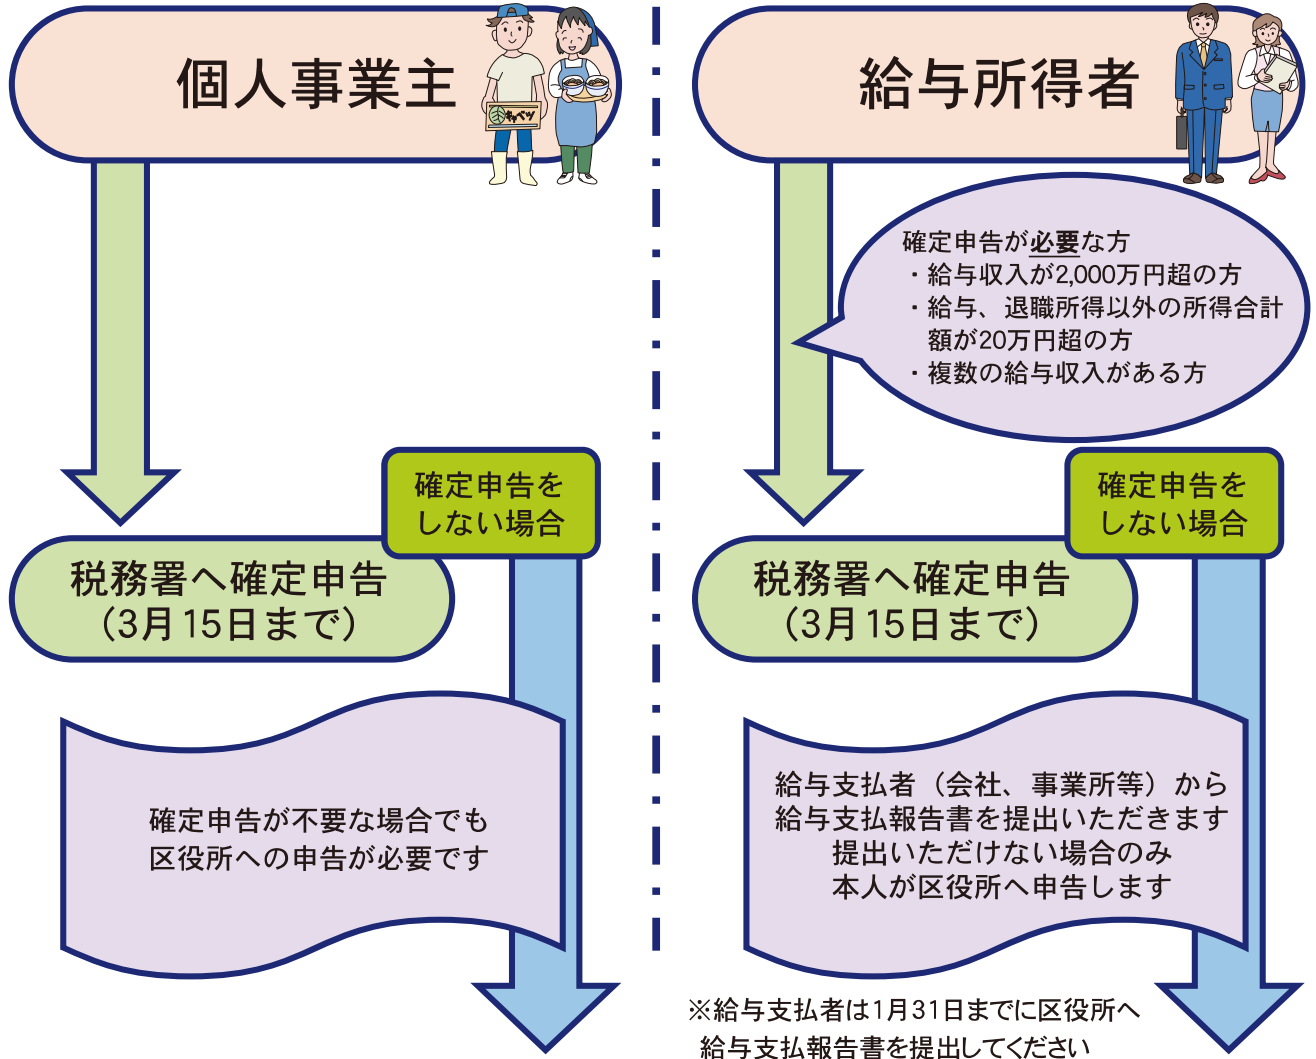 個人事業主
キャベツ
確定申告を
しない場合
税務署へ確定申告
（3月15日まで）
確定申告が不要な場合でも
区役所への申告が必要です
給与所得者
確定申告が必要な方
・給与収入が2,000万円超の方
・給与、退職所得以外の所得合計
額が20万円超の方
・複数の給与収入がある方
確定申告を
しない場合
税務署へ確定申告
（3月15日まで）
給与支払者（会社、事業所等）から
給与支払報告書を提出いただきます
提出いただけない場合のみ
本人が区役所へ申告します
※給与支払者は1月31日までに区役所へ
給与支払報告書を提出してください